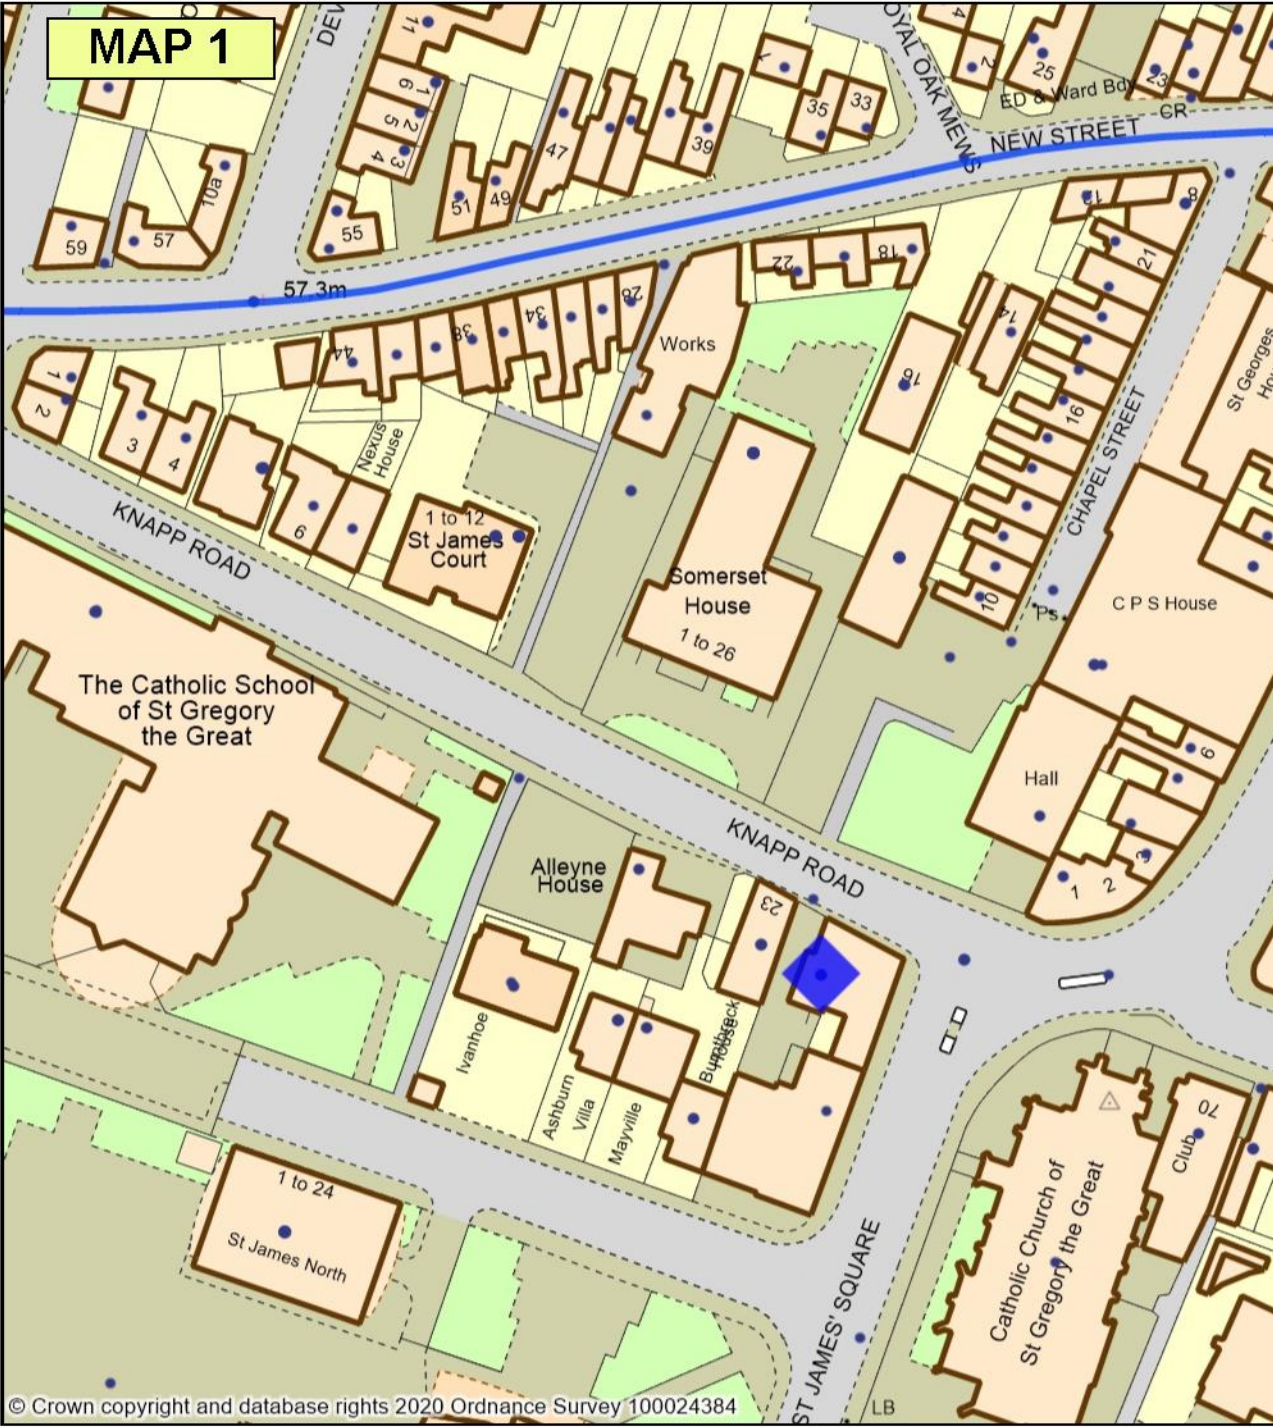 MAP 1
DEV
11
6 1
5 2
4 3
10a
59
57
55
51
49
47
39
35
33
OYAL OAK MEWS
4
2
25
23
ED & Ward Bdy
CR
NEW STREET
57.3m
44
38
34
28
22
18
13
8
21
14
16
16
10
Works
1
2
3
4
6
Nexus
House
1 to 12
St James
Court
KNAPP ROAD
Somerset
House
1 to 26
CHAPEL STREET
St Georges
Ps
C P S House
The Catholic School
of St Gregory
the Great
Hall
9
3
2
1
KNAPP ROAD
Alleyne
House
23
Ivanhoe
Ashburn
Villa
Mayville
House
1 to 24
St James North
70
Club
Catholic Church of
St Gregory the Great
ST JAMES' SQUARE
LB
© Crown copyright and database rights 2020 Ordnance Survey 100024384